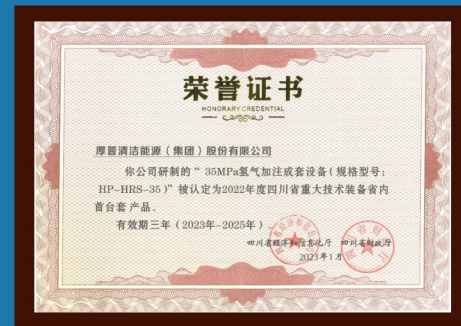 荣誉证书
HONORARY CREDENTIAL
厚普清洁能源（集团）股份有限公司
你公司研制的“ 35MPa氢气加注成套设备（规格型号：
HP-HRS-35）”被认定为2022年度四川省重大技术装备省内
首台套 产品。
有效期三年（2023年-2025年）
四川省经济和信息化厅 四川省财政厅
2023年1月